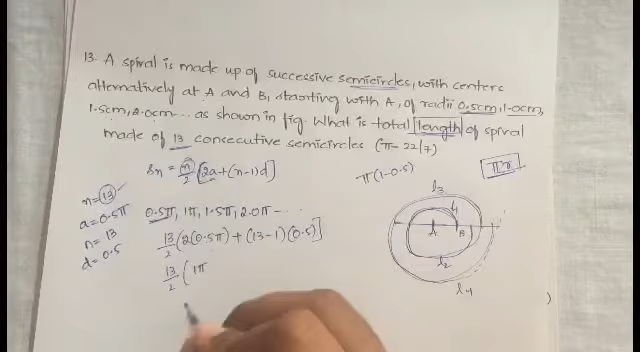 13. A spiral is made up of successive semicircles, with centers
alternatively at A and B, starting with A, of radii 0.5cm, 1.0cm,
1.5cm, 2.0cm... as shown in fig. What is total length of spiral
made of 13 consecutive semicircles (π= 22/7)
Sn = n/2 [2a+(n-1)d]
π(1-0.5)
πr
n=13
a=0.5π
n=13
d=0.5
0.5π, 1π, 1.5π, 2.0π ...
13/2 (2(0.5π) + (13-1)(0.5)]
13/2 ( 1π
l3
A
B
l2
l4